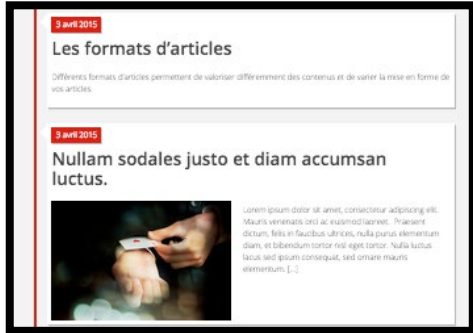 3 avril 2015
Les formats d'articles
Différents formats d'articles permettent de valoriser différemment des contenus et de varier la mise en forme de
vos articles.
3 avril 2015
Nullam sodales justo et diam accumsan
luctus.
Lorem ipsum dolor sit amet, consectetur adipiscing elit.
Mauris venenatis orci ac euismod laoreet. Praesent
dictum, felis in faucibus ultrices, nulla purus elementum
diam, et bibendum tortor nisl eget tortor. Nulla luctus
lacus sed ipsum consequat, sed ornare mauris
elementum. [...]